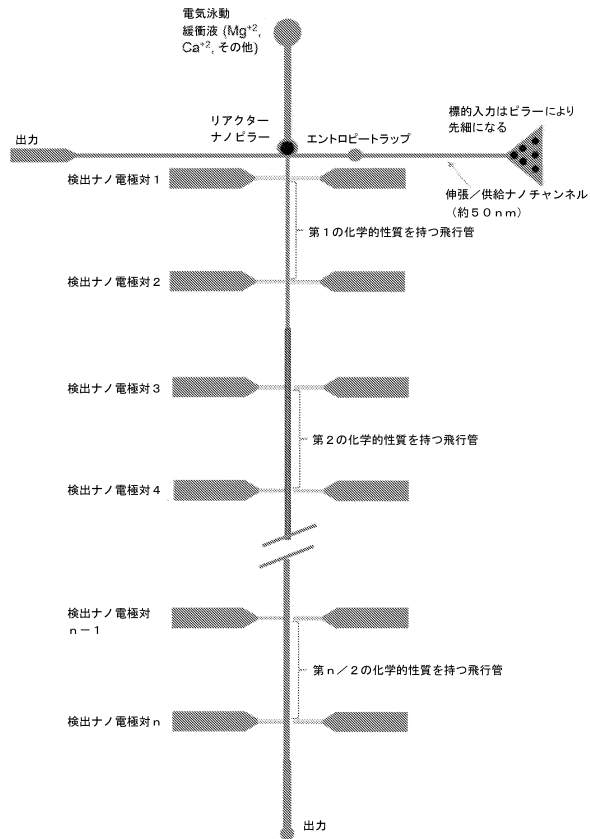 電気泳動
緩衝液 (Mg⁺², 
Ca⁺², その他)
リアクター
ナノピラー
エントロピートラップ
標的入力はピラーにより
先細になる
出力
伸張／供給ナノチャンネル
（約５０ｎｍ）
検出ナノ電極対１
第１の化学的性質を持つ飛行管
検出ナノ電極対２
検出ナノ電極対３
第２の化学的性質を持つ飛行管
検出ナノ電極対４
検出ナノ電極対
ｎ－１
第ｎ／２の化学的性質を持つ飛行管
検出ナノ電極対ｎ
出力